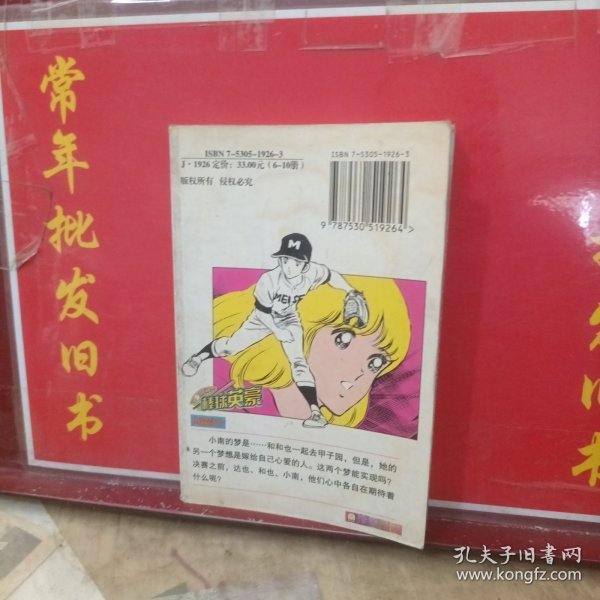 常年批发旧书
ISBN 7-5305-1926-3
J·1926 定价:33.00元(6-10册)
版权所有 侵权必究
ISBN 7-5305-1926-3
9 787530 519264 >
M
MEISEI
棒球英豪
小南的梦是……和和也一起去甲子园,但是,她的
另一个梦想是嫁给自己心爱的人。这两个梦能实现吗?
决赛之前,达也、和也、小南,他们心中各自在期待着
什么呢?
孔夫子旧书网
www.kongfz.com